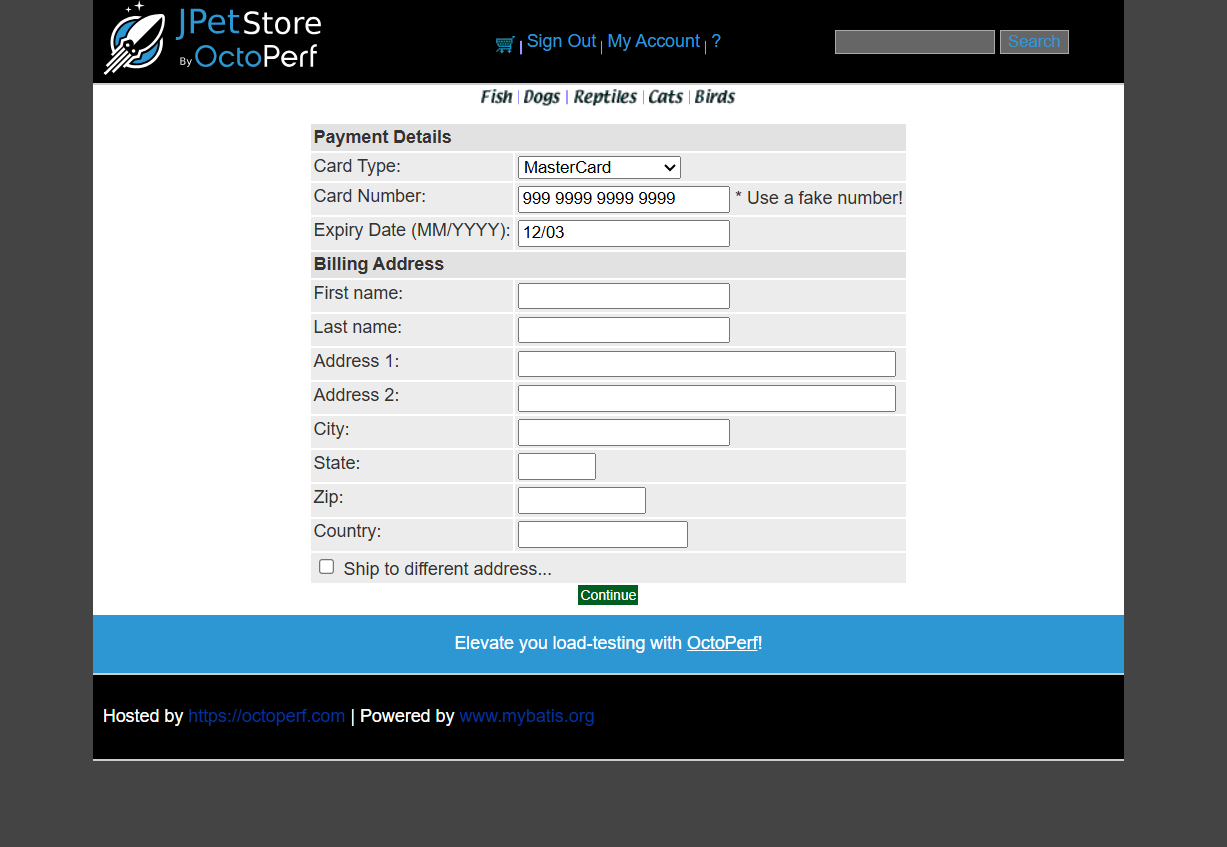 JPetStore
By OctoPerf
Sign Out | My Account | ?
Search
Fish | Dogs | Reptiles | Cats | Birds
Payment Details
Card Type: MasterCard
Card Number: 999 9999 9999 9999 * Use a fake number!
Expiry Date (MM/YYYY): 12/03
Billing Address
First name:
Last name:
Address 1:
Address 2:
City:
State:
Zip:
Country:
Ship to different address...
Continue
Elevate you load-testing with OctoPerf!
Hosted by https://octoperf.com | Powered by www.mybatis.org